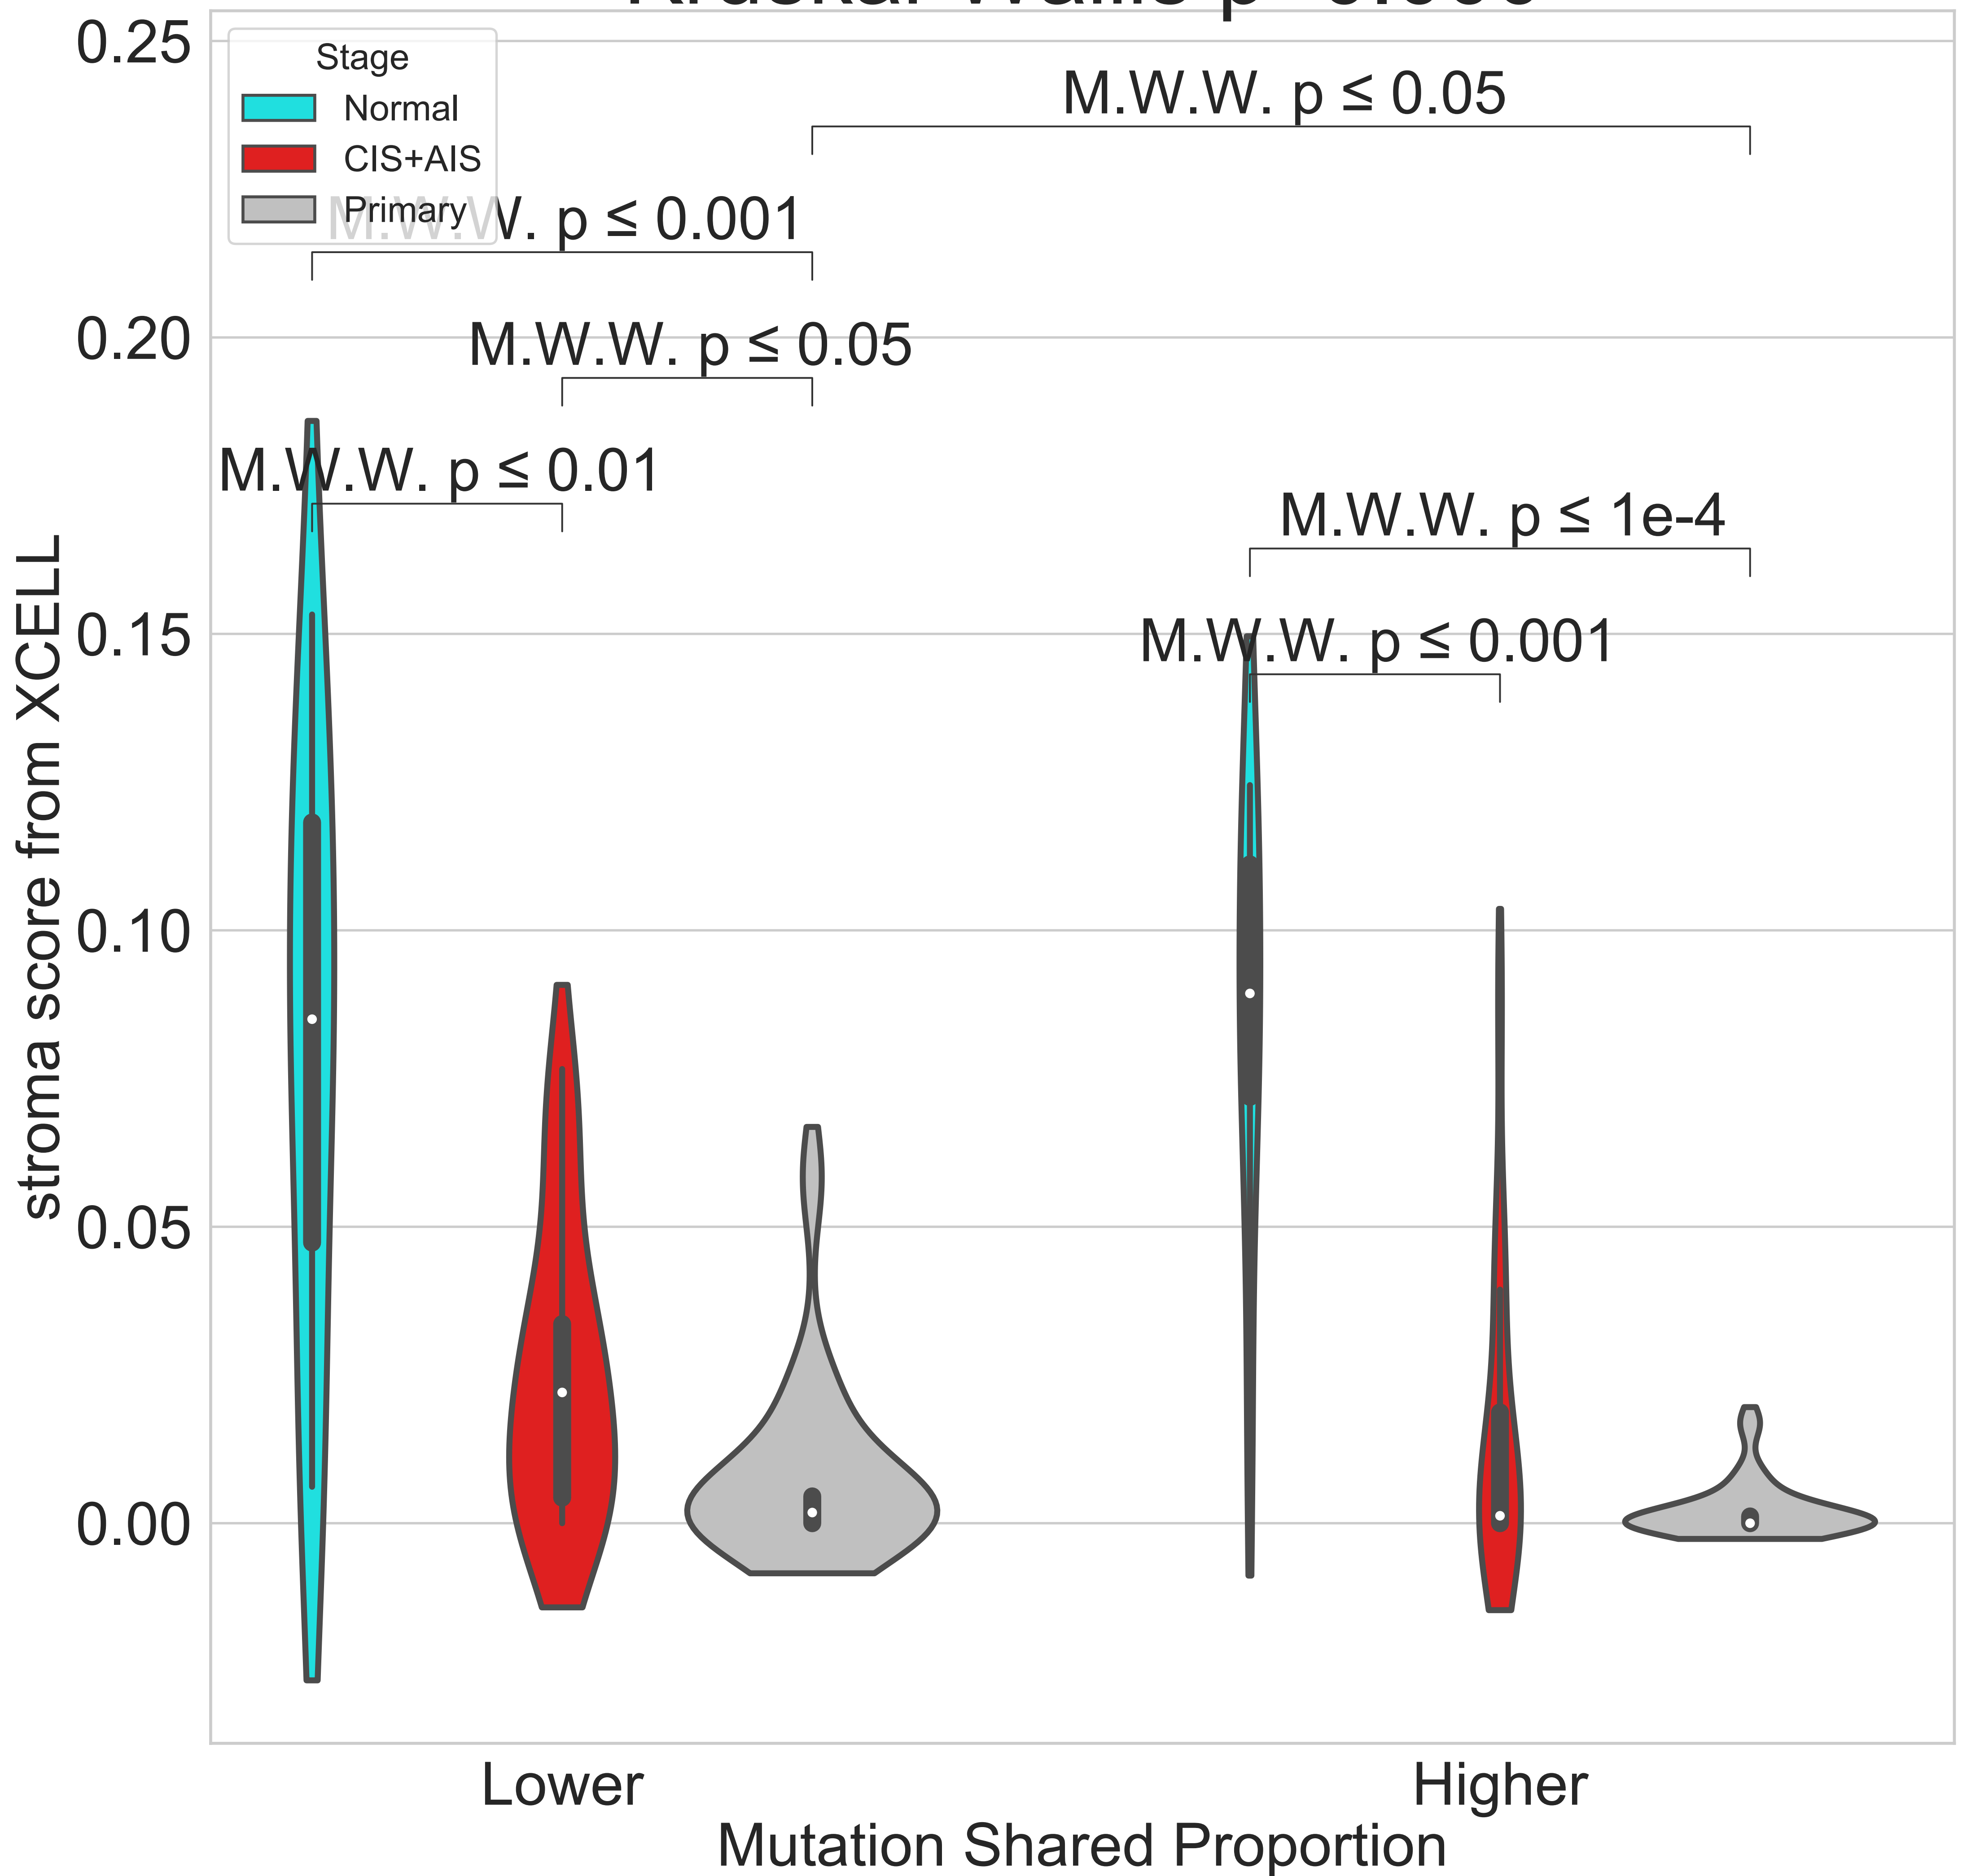 0.25
Stage
Normal
CIS+AIS
Primary
M.W.W. p ≤ 0.05
M.W.W. p ≤ 0.001
0.20
M.W.W. p ≤ 0.05
M.W.W. p ≤ 0.01
M.W.W. p ≤ 1e-4
M.W.W. p ≤ 0.001
0.15
0.10
0.05
0.00
stroma score from XCELL
Lower
Higher
Mutation Shared Proportion